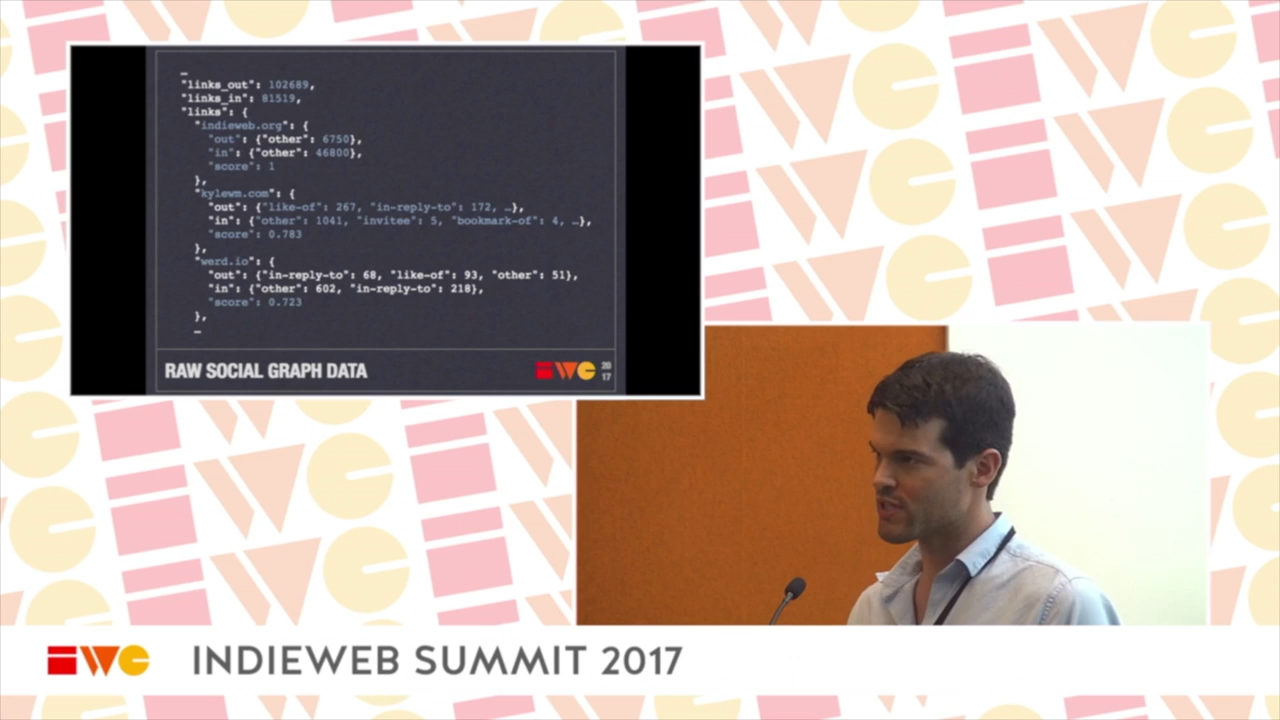 …
"links_out": 102689,
"links_in": 81519,
"links": {
"indieweb.org": {
"out": {"other": 6750},
"in": {"other": 46800},
"score": 1
},
"kylewm.com": {
"out": {"like-of": 267, "in-reply-to": 172, …},
"in": {"other": 1041, "invitee": 5, "bookmark-of": 4, …},
"score": 0.783
},
"werd.io": {
"out": {"in-reply-to": 68, "like-of": 93, "other": 51},
"in": {"other": 602, "in-reply-to": 218},
"score": 0.723
},
…
RAW SOCIAL GRAPH DATA
IWC
20
17
IWC
INDIEWEB SUMMIT 2017